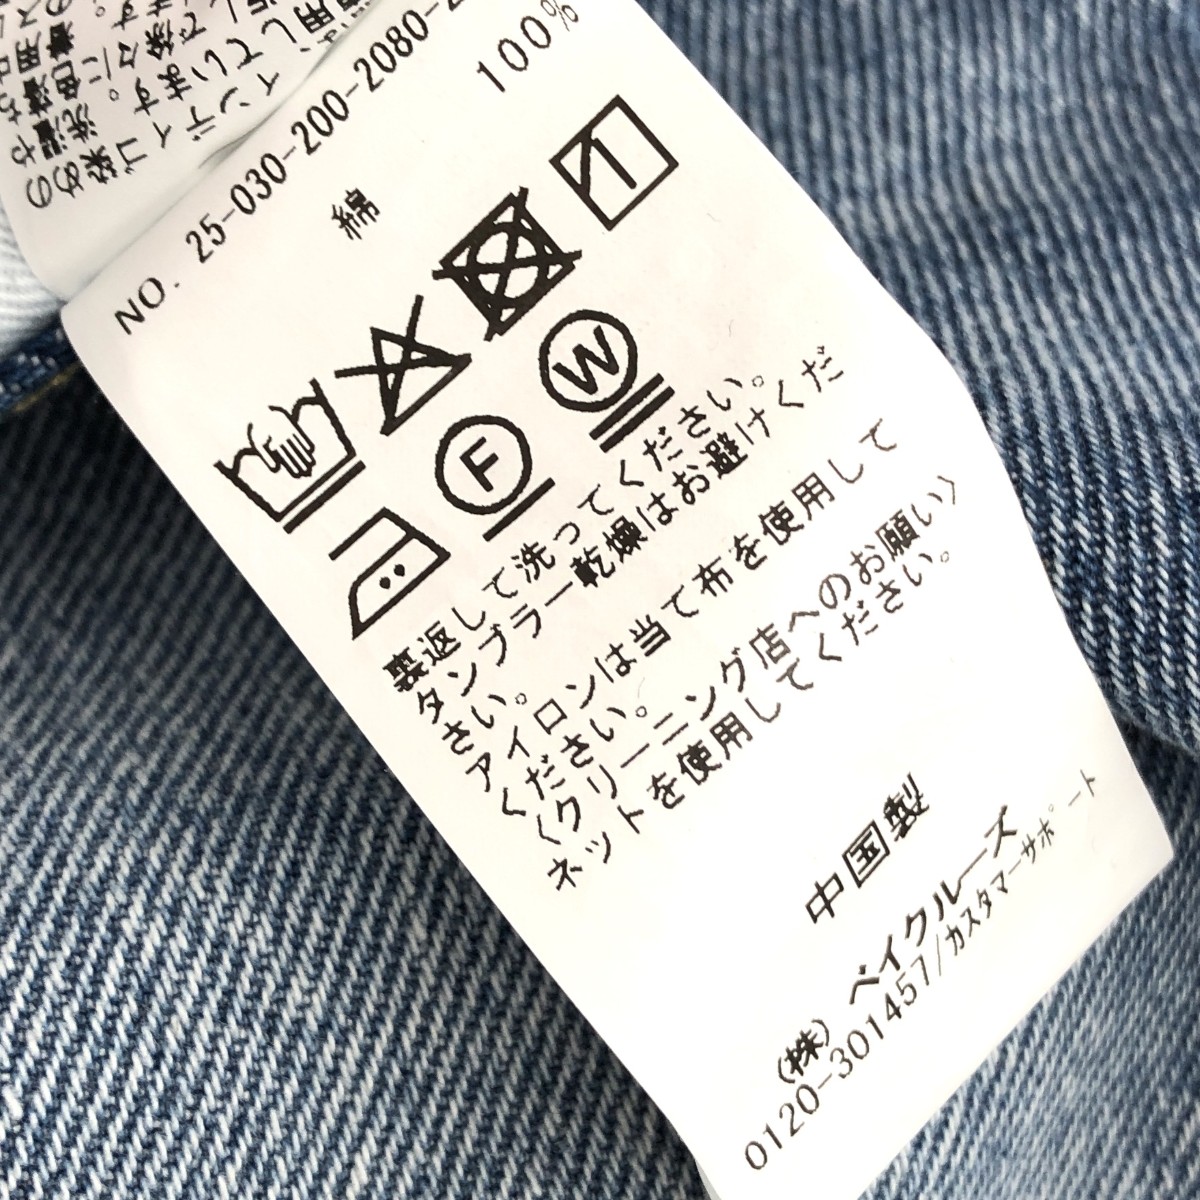 NO. 25-030-200-2080-
綿 100%
F
W
裏返して洗ってください。
タンブラー乾燥はお避けくだ
さい。
アイロンは当て布を使用して
ください。
〈クリーニング店へのお願い〉
ネットを使用してください。
中国製
(株) ベイクルーズ
0120-301457/カスタマーサポート